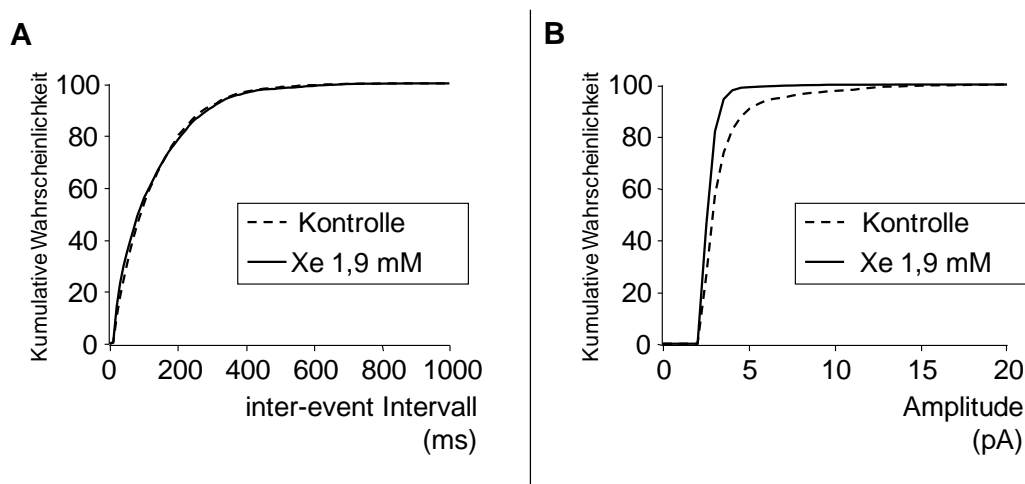 A
Kumulative Wahrscheinlichkeit
100
80
60
40
20
0
Kontrolle
Xe 1,9 mM
0 200 400 600 800 1000
inter-event Intervall
(ms)
B
Kumulative Wahrscheinlichkeit
100
80
60
40
20
0
Kontrolle
Xe 1,9 mM
0 5 10 15 20
Amplitude
(pA)